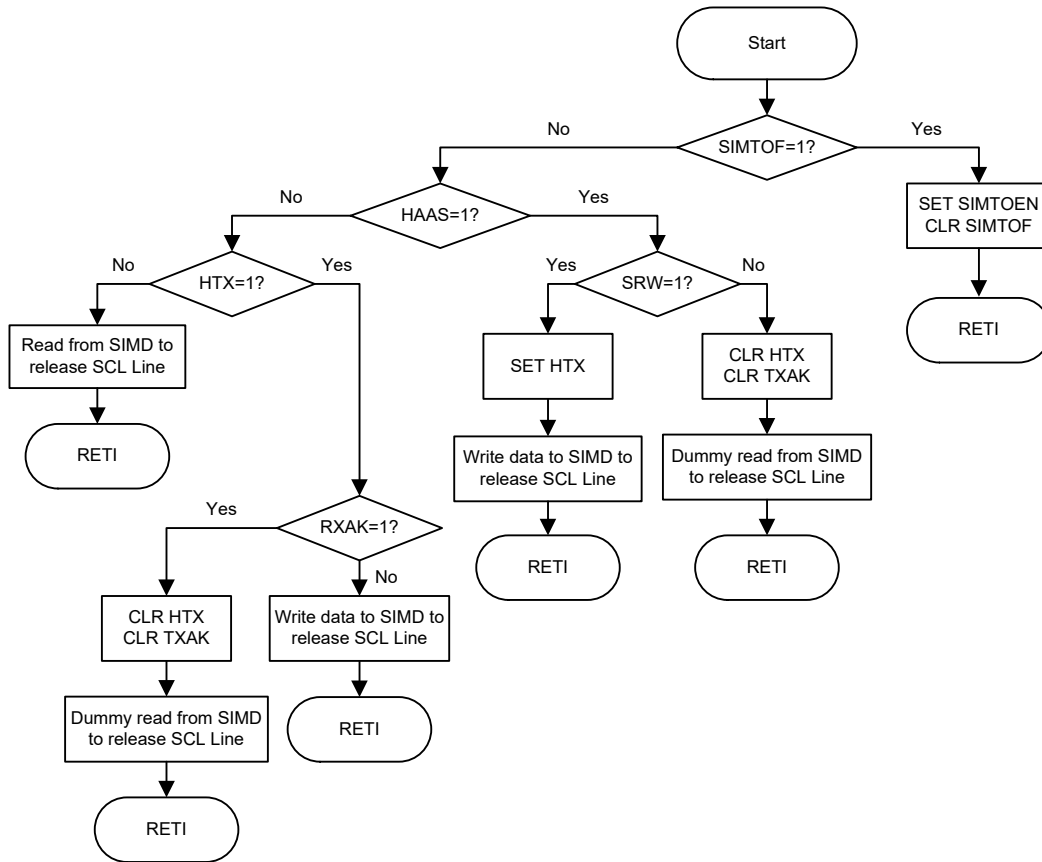 Start
No
SIMTOF=1?
Yes
No
HAAS=1?
Yes
SET SIMTOEN
CLR SIMTOF
No
HTX=1?
Yes
Yes
SRW=1?
No
RETI
Read from SIMD to
release SCL Line
SET HTX
CLR HTX
CLR TXAK
RETI
Write data to SIMD to
release SCL Line
Dummy read from SIMD
to release SCL Line
Yes
RXAK=1?
No
RETI
RETI
CLR HTX
CLR TXAK
Write data to SIMD to
release SCL Line
Dummy read from SIMD
to release SCL Line
RETI
RETI